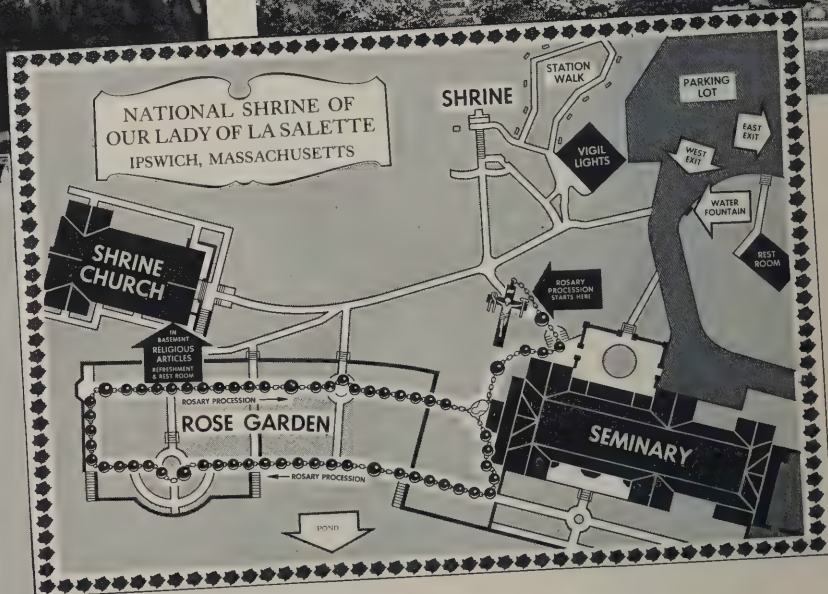 NATIONAL SHRINE OF
OUR LADY OF LA SALETTE
IPSWICH, MASSACHUSETTS
SHRINE
STATION
WALK
PARKING
LOT
EAST
EXIT
WEST
EXIT
VIGIL
LIGHTS
WATER
FOUNTAIN
REST
ROOM
SHRINE
CHURCH
ROSARY
PROCESSION
STARTS HERE
IN
BASEMENT
RELIGIOUS
ARTICLES
REFRESHMENT
& REST ROOM
ROSARY PROCESSION
ROSE GARDEN
SEMINARY
ROSARY PROCESSION
POND